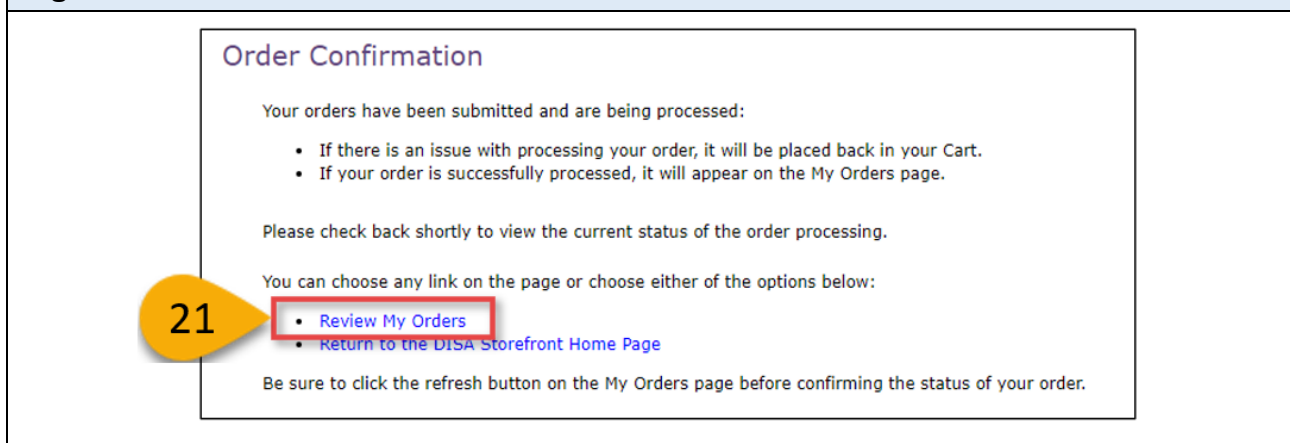 Order Confirmation
Your orders have been submitted and are being processed:
• If there is an issue with processing your order, it will be placed back in your Cart.
• If your order is successfully processed, it will appear on the My Orders page.
Please check back shortly to view the current status of the order processing.
You can choose any link on the page or choose either of the options below:
21
• Review My Orders
• Return to the DISA Storefront Home Page
Be sure to click the refresh button on the My Orders page before confirming the status of your order.